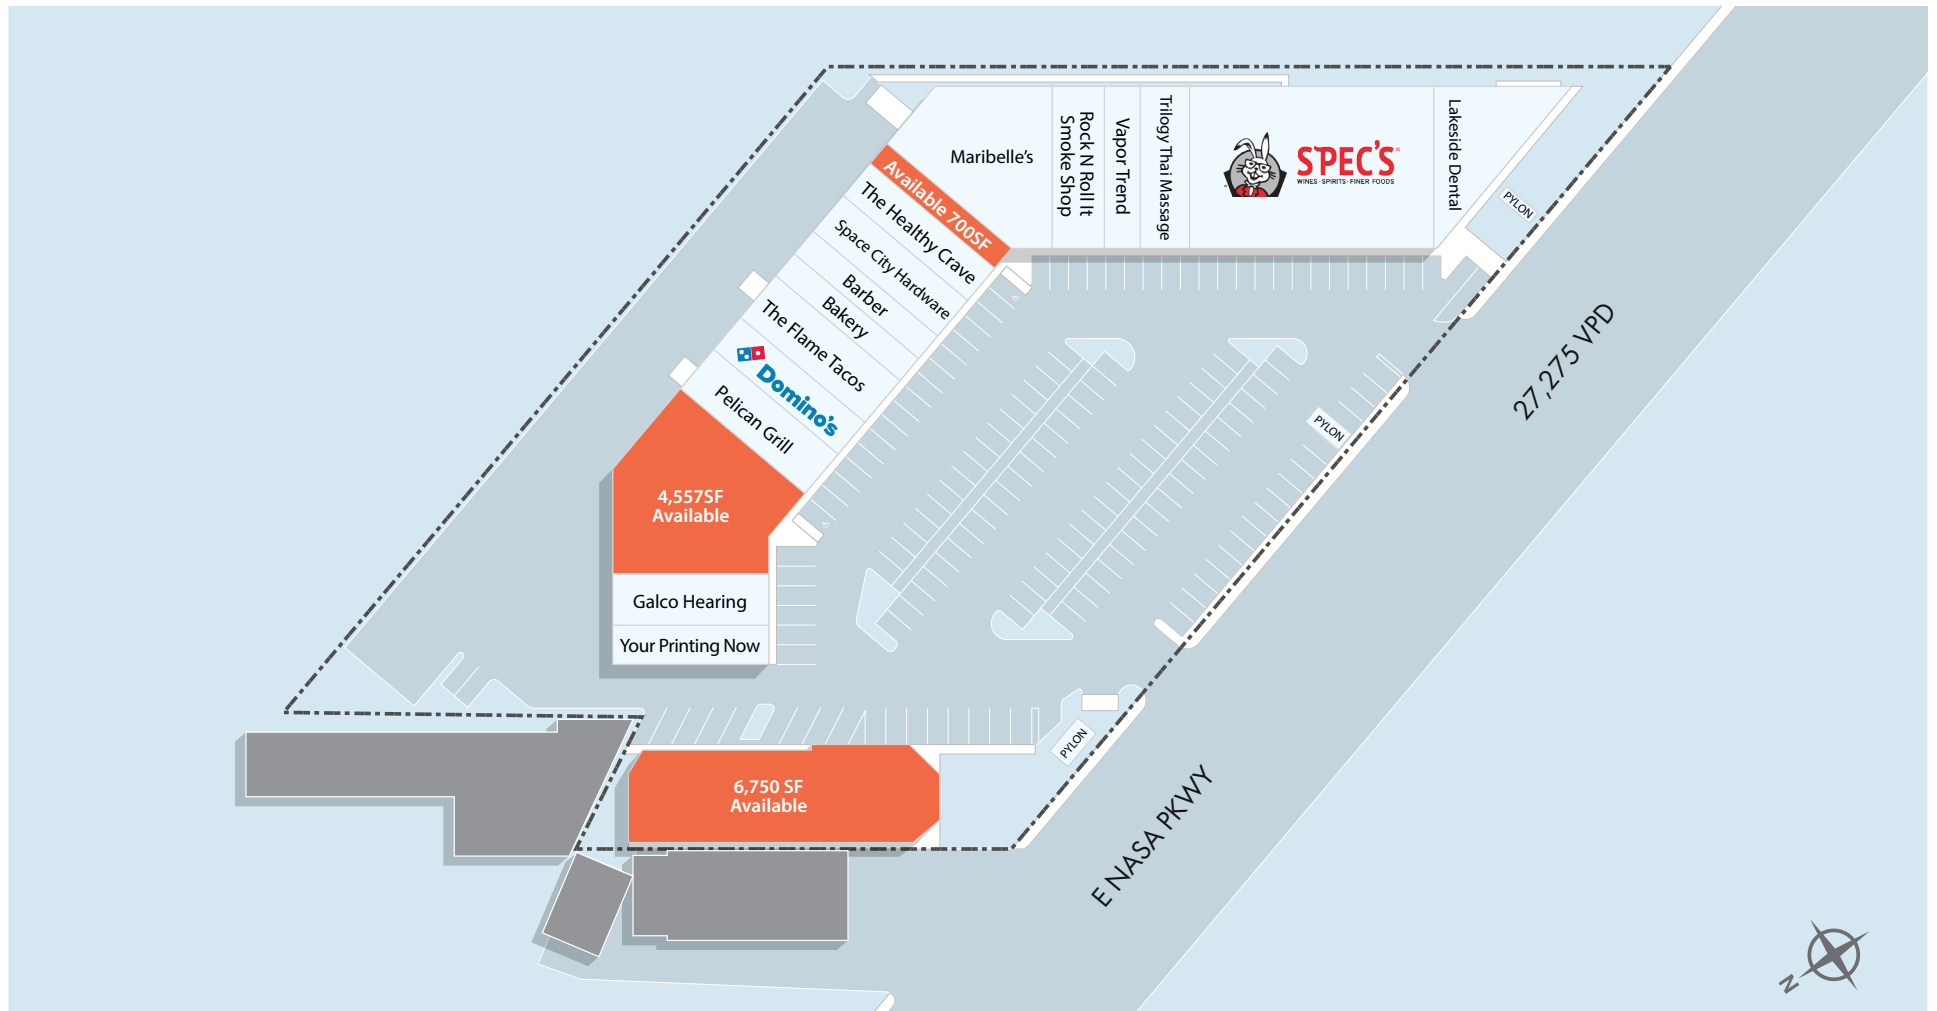 Maribelle's
Rock N Roll It
Smoke Shop
Vapor Trend
Trilogy Thai Massage
SPEC'S
WINES · SPIRITS · FINER FOODS
Lakeside Dental
PYLON
Available 700SF
The Healthy Crave
Space City Hardware
Barber
Bakery
The Flame Tacos
Domino's
Pelican Grill
4,557SF
Available
Galco Hearing
Your Printing Now
PYLON
27,275 VPD
PYLON
6,750 SF
Available
E NASA PKWY
N